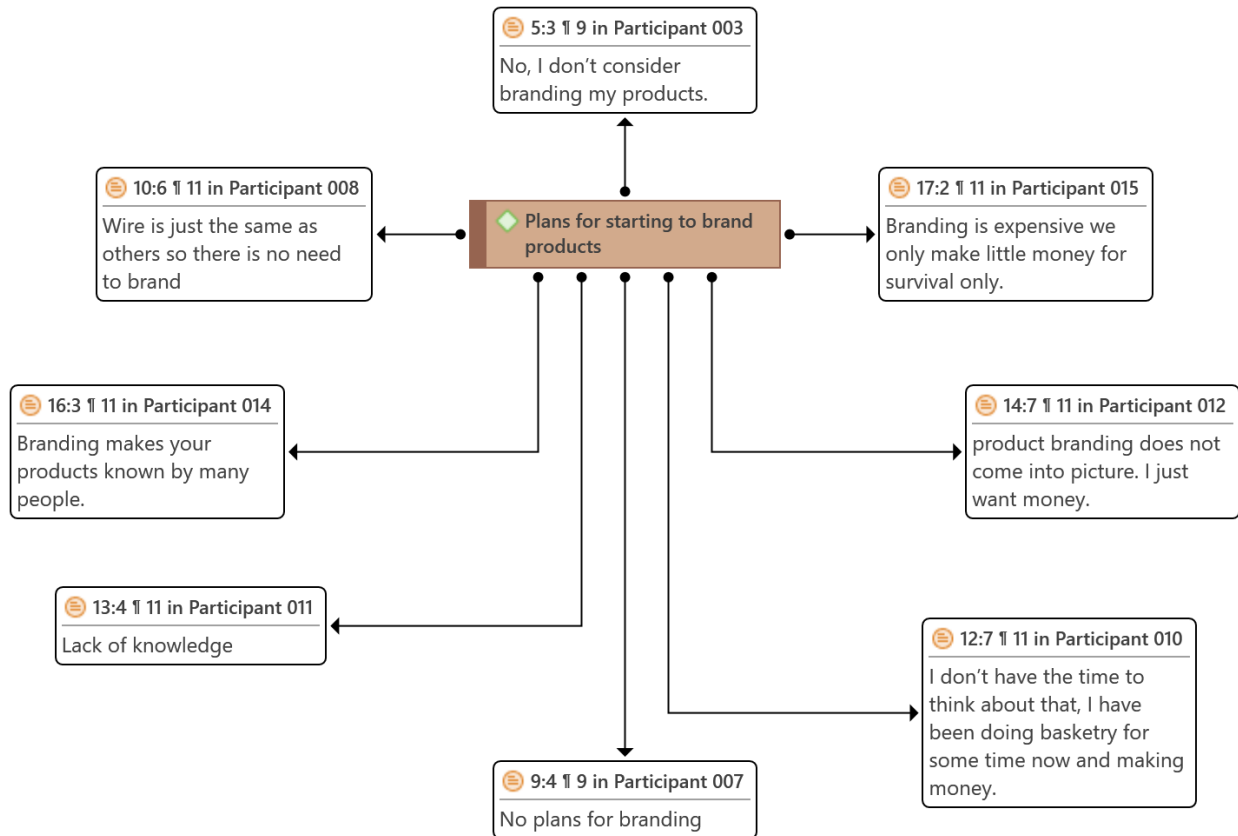 5:3 ¶ 9 in Participant 003
No, I don’t consider
branding my products.
10:6 ¶ 11 in Participant 008
Wire is just the same as
others so there is no need
to brand
Plans for starting to brand
products
17:2 ¶ 11 in Participant 015
Branding is expensive we
only make little money for
survival only.
16:3 ¶ 11 in Participant 014
Branding makes your
products known by many
people.
14:7 ¶ 11 in Participant 012
product branding does not
come into picture. I just
want money.
13:4 ¶ 11 in Participant 011
Lack of knowledge
12:7 ¶ 11 in Participant 010
I don’t have the time to
think about that, I have
been doing basketry for
some time now and making
money.
9:4 ¶ 9 in Participant 007
No plans for branding